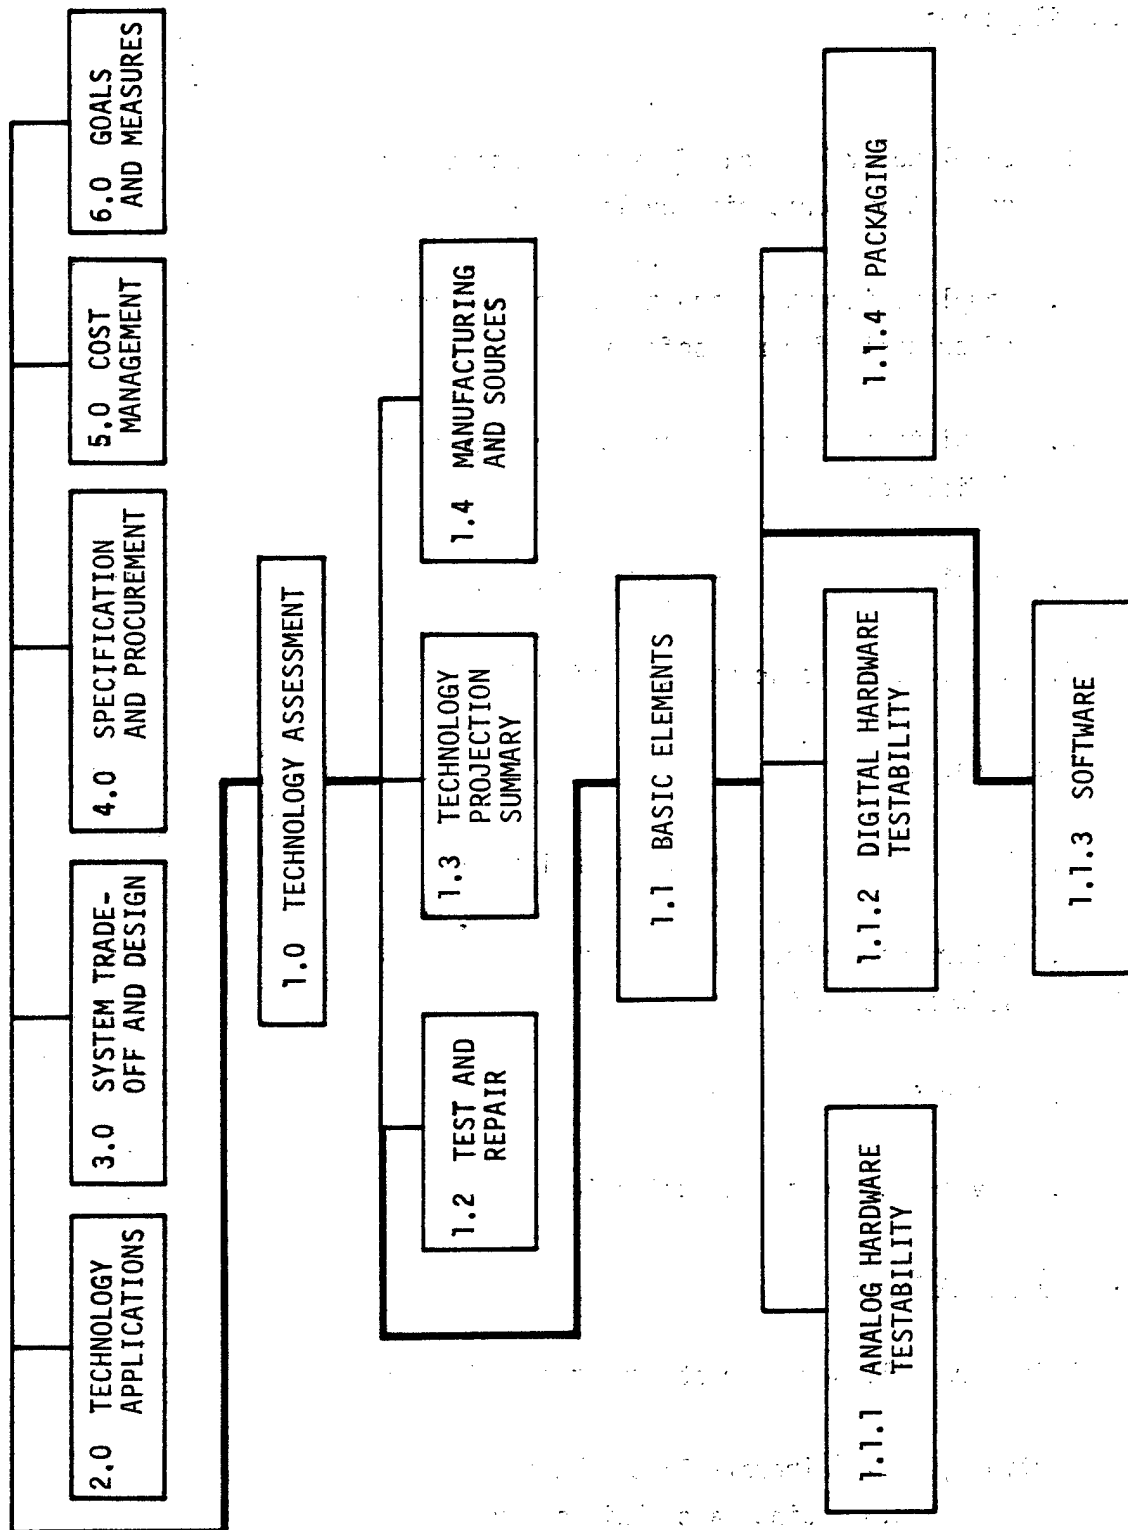 2.0 TECHNOLOGY
APPLICATIONS
3.0 SYSTEM TRADE-
OFF AND DESIGN
4.0 SPECIFICATION
AND PROCUREMENT
5.0 COST
MANAGEMENT
6.0 GOALS
AND MEASURES
1.0 TECHNOLOGY ASSESSMENT
1.2 TEST AND
REPAIR
1.3 TECHNOLOGY
PROJECTION
SUMMARY
1.4 MANUFACTURING
AND SOURCES
1.1 BASIC ELEMENTS
1.1.1 ANALOG HARDWARE
TESTABILITY
1.1.2 DIGITAL HARDWARE
TESTABILITY
1.1.4 PACKAGING
1.1.3 SOFTWARE